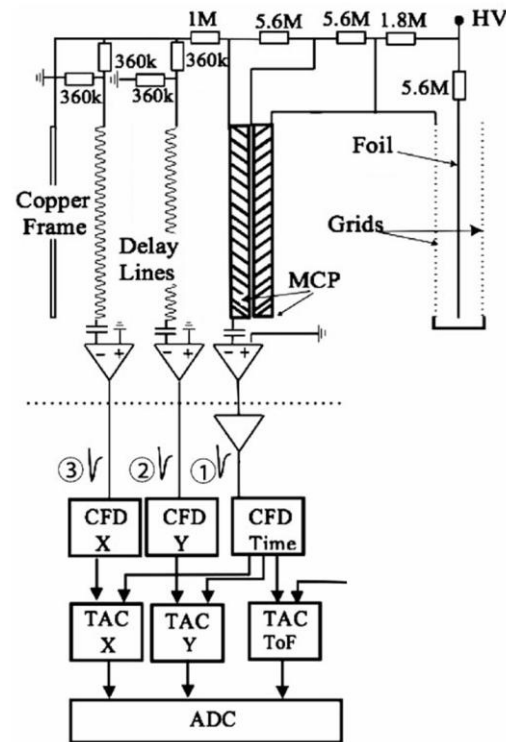 1M
5.6M
5.6M
1.8M
HV
360k
360k
360k
360k
5.6M
Foil
Copper
Frame
Delay
Lines
Grids
MCP
- +
- +
- +
③
②
①
CFD
X
CFD
Y
CFD
Time
TAC
X
TAC
Y
TAC
ToF
ADC